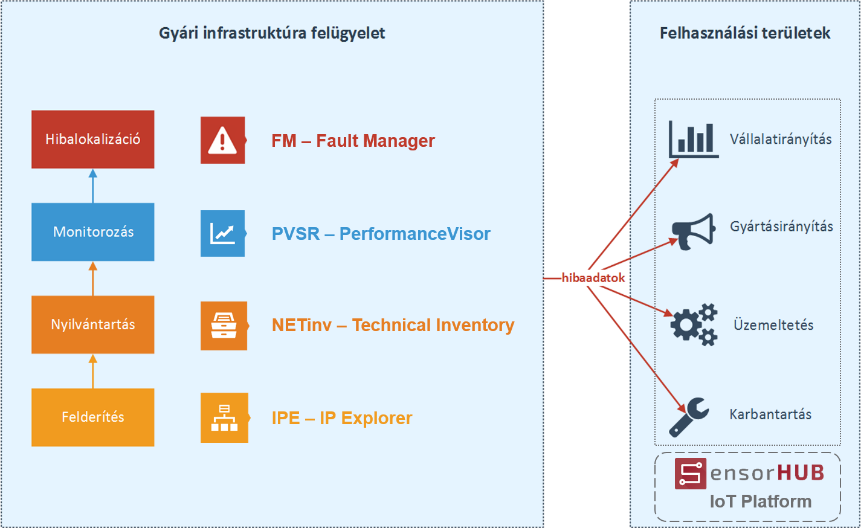 Gyári infrastruktúra felügyelet
Hibalokalizáció
FM – Fault Manager
Monitorozás
PVSR – PerformanceVisor
Nyilvántartás
NETinv – Technical Inventory
Felderítés
IPE – IP Explorer
hibaadatok
Felhasználási területek
Vállalatirányítás
Gyártásirányítás
Üzemeltetés
Karbantartás
SensorHUB
IoT Platform